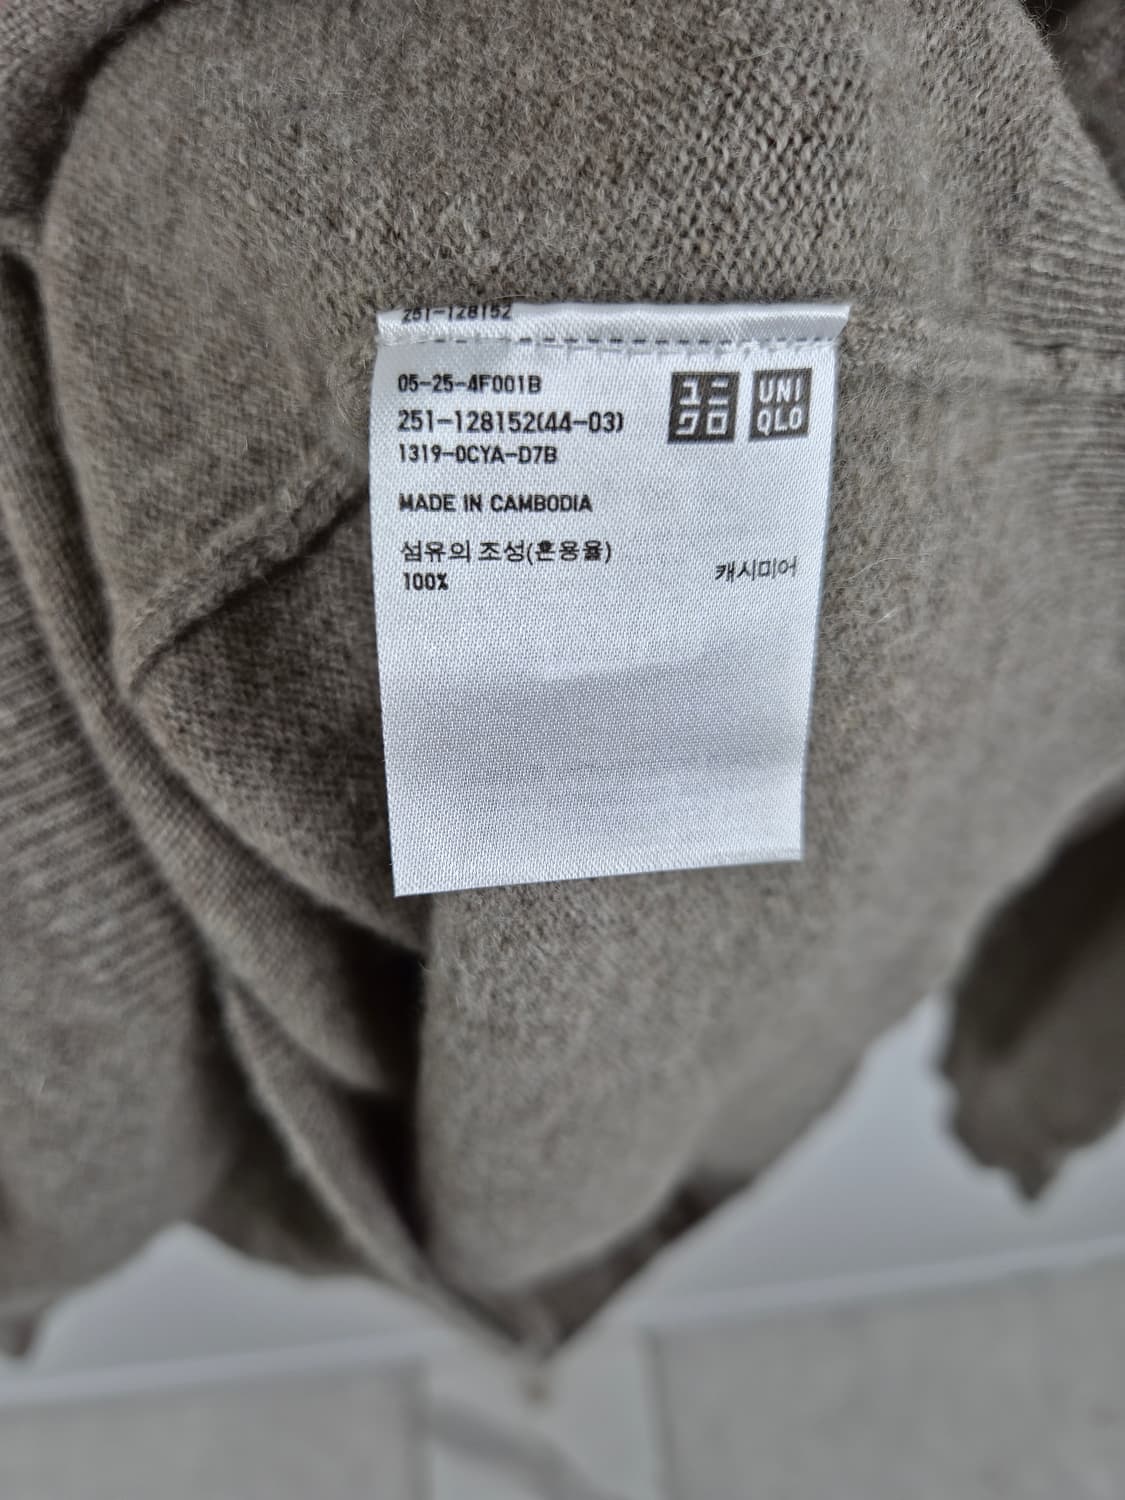 251-128152
05-25-4F001B
251-128152(44-03)
1319-0CYA-D7B
ユニ
クロ
UNI
QLO
MADE IN CAMBODIA
섬유의 조성(혼용율)
100% 캐시미어